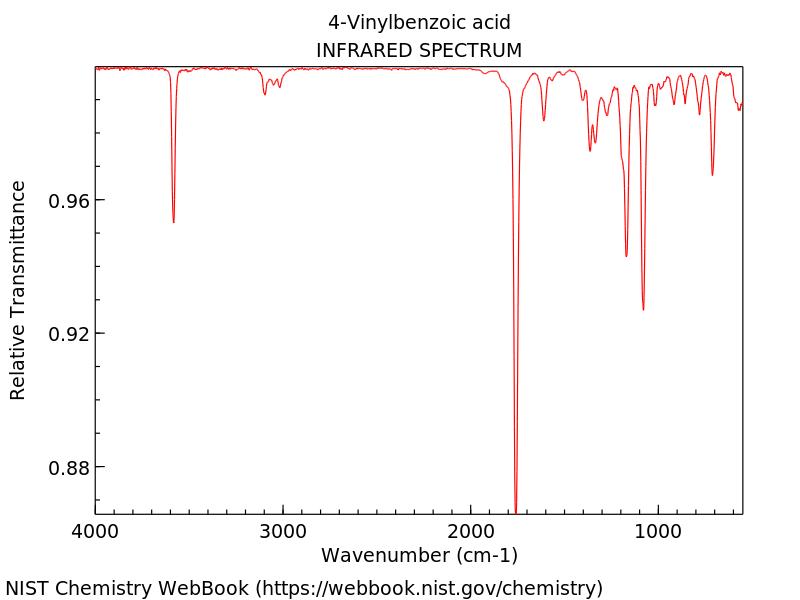 4-Vinylbenzoic acid
INFRARED SPECTRUM
Relative Transmittance
0.96
0.92
0.88
4000 3000 2000 1000
Wavenumber (cm-1)
NIST Chemistry WebBook (https://webbook.nist.gov/chemistry)